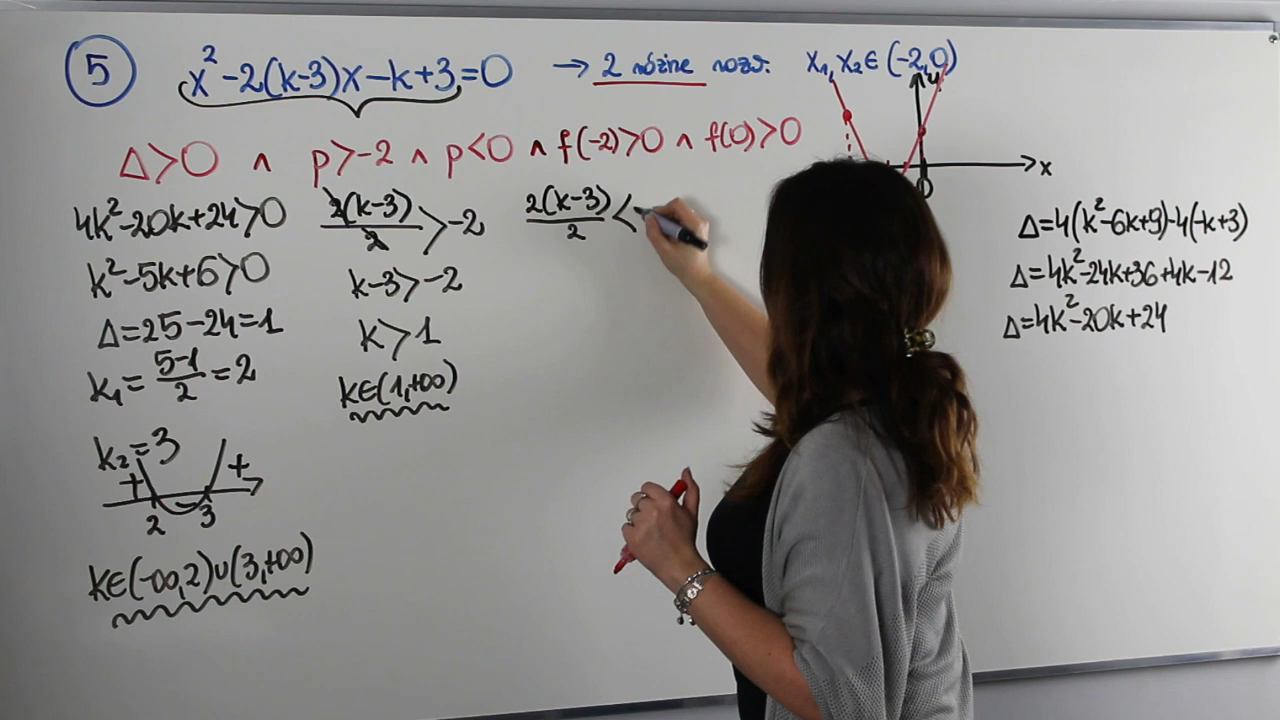 5 x²-2(k-3)x-k+3=0 → 2 różne rozw. x₁,x₂∈(-2,0)
Δ>0 ∧ p>-2 ∧ p<0 ∧ f(-2)>0 ∧ f(0)>0
4k²-20k+24>0
k²-5k+6>0
Δ=25-24=1
k₁=\frac{5-1}{2}=2
k₂=3
+ - +
2 3
k∈(-∞,2)∪(3,+∞)
\frac{2(k-3)}{2}>-2
k-3>-2
k>1
k∈(1,+∞)
\frac{2(k-3)}{2}<
y
x
0
Δ=4(k²-6k+9)-4(-k+3)
Δ=4k²-24k+36+4k-12
Δ=4k²-20k+24